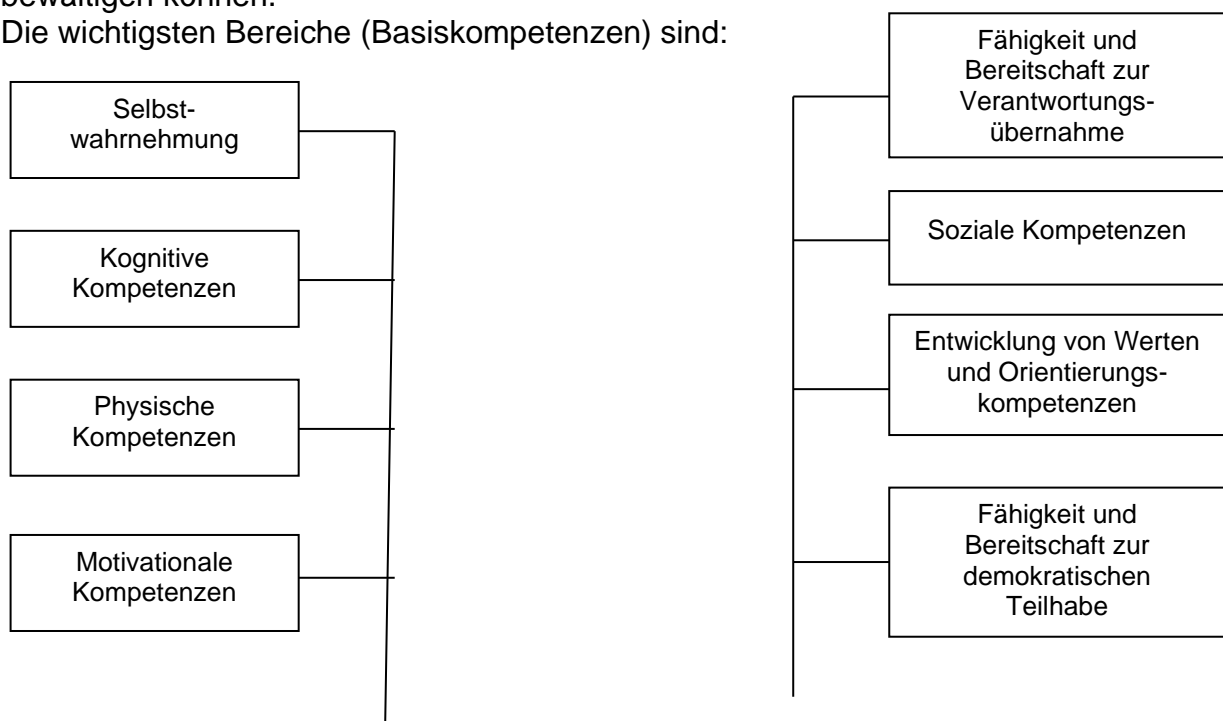 bewältigen können.
Die wichtigsten Bereiche (Basiskompetenzen) sind:
Selbst-
wahrnehmung
Kognitive
Kompetenzen
Physische
Kompetenzen
Motivationale
Kompetenzen
Fähigkeit und
Bereitschaft zur
Verantwortungs-
übernahme
Soziale Kompetenzen
Entwicklung von Werten
und Orientierungs-
kompetenzen
Fähigkeit und
Bereitschaft zur
demokratischen
Teilhabe